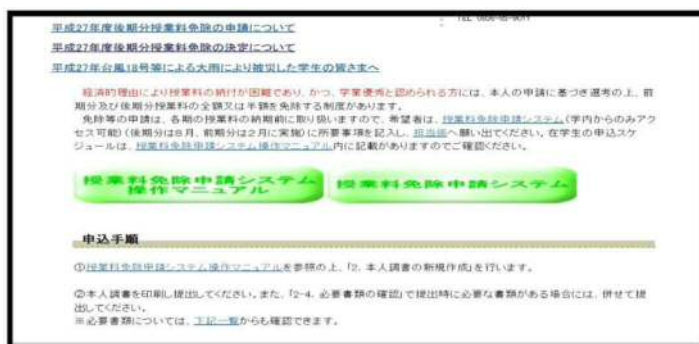 平成27年度後期分授業料免除の申請について
平成27年度後期分授業料免除の決定について
平成27年台風18号等による大雨により被災した学生の皆さまへ
経済的理由により授業料の納付が困難であり、かつ、学業優秀と認められる方には、本人の申請に基づき選考の上、前
期分及び後期分授業料の全額又は半額を免除する制度があります。
免除等の申請は、各期の授業料の納期前に取り扱いますので、希望者は、授業料免除申請システム(学内からのみアク
セス可能)(後期分は8月、前期分は2月に実施)に所要事項を記入し、担当係へ願い出てください。在学生の申込スケ
ジュールは、授業料免除申請システム操作マニュアル内に記載がありますのでご確認ください。
授業料免除申請システム
操作マニュアル
授業料免除申請システム
申込手順
①授業料免除申請システム操作マニュアルを参照の上、「2. 本人調書の新規作成」を行います。
②本人調書を印刷し提出してください。また、「2-4. 必要書類の確認」で提出時に必要な書類がある場合には、併せて提
出してください。
※必要書類については、下記一覧からも確認できます。